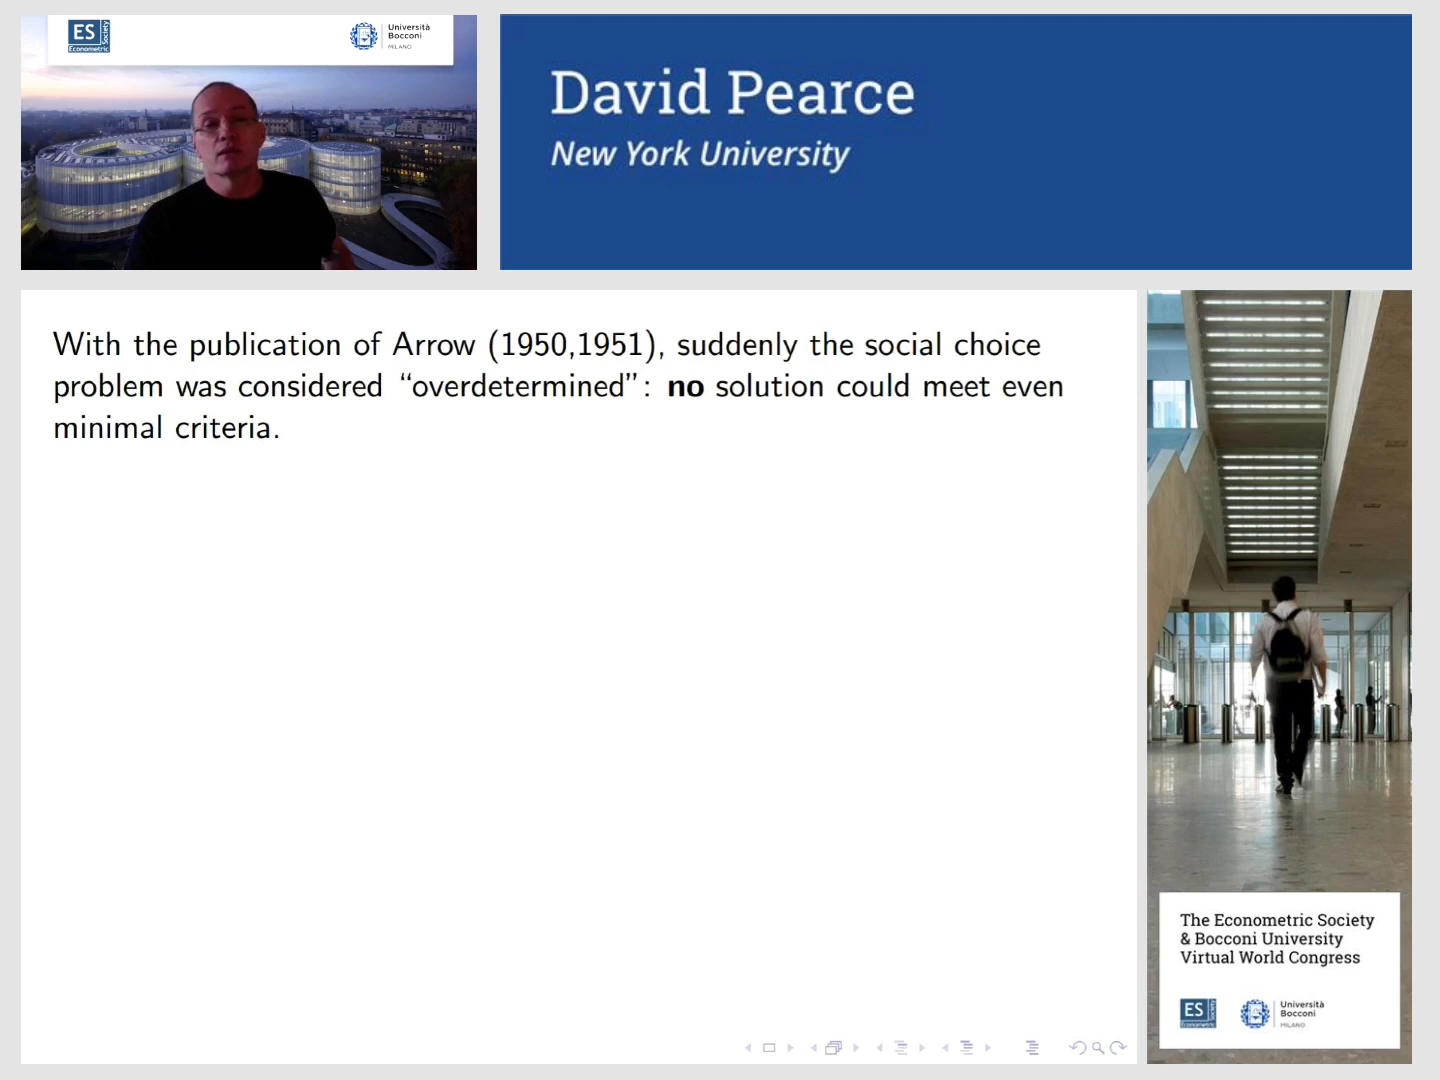 ES
Econometric
Society
Università
Bocconi
MILANO
David Pearce
New York University
With the publication of Arrow (1950,1951), suddenly the social choice
problem was considered “overdetermined”: no solution could meet even
minimal criteria.
The Econometric Society
& Bocconi University
Virtual World Congress
ES
Econometric
Society
Università
Bocconi
MILANO